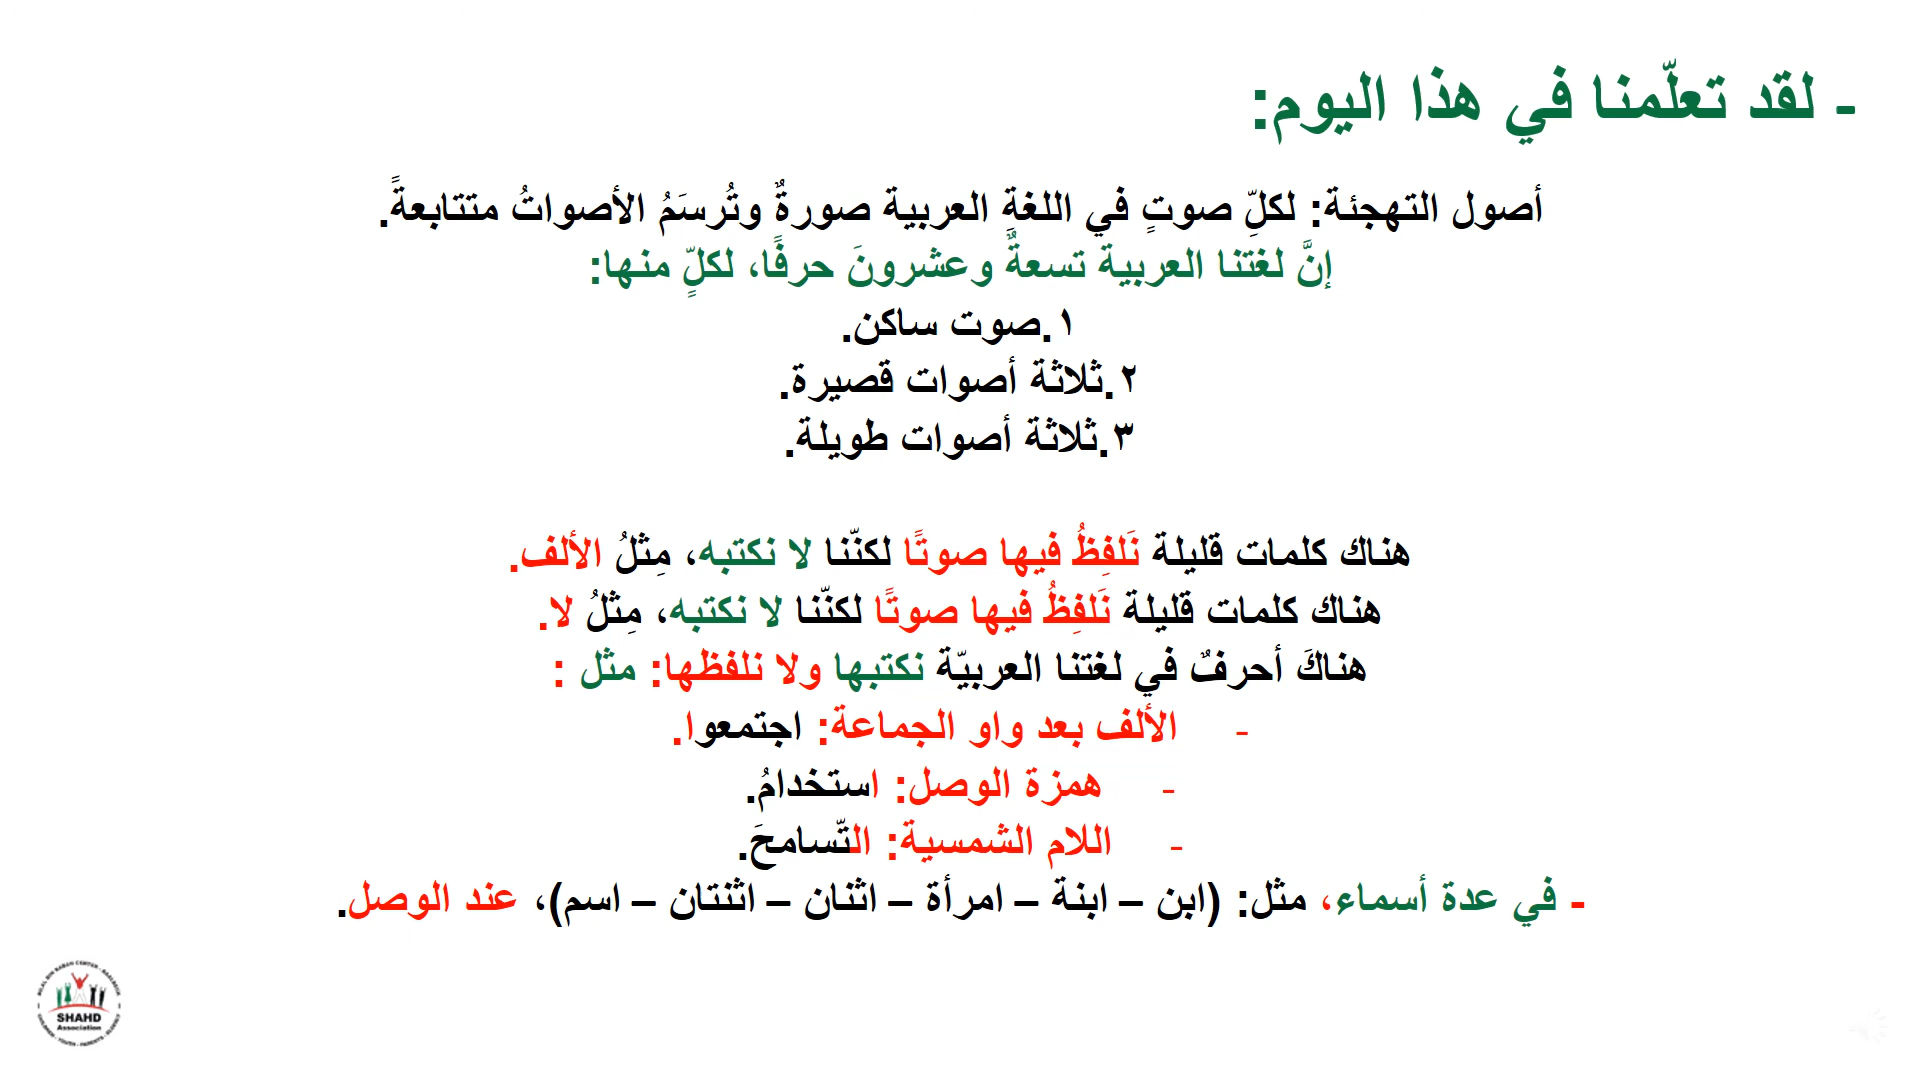 - لقد تعلّمنا في هذا اليوم:
أصول التهجئة: لكلِّ صوتٍ في اللغةِ العربية صورةٌ وتُرسَمُ الأصواتُ متتابعةً.
إنَّ لغتنا العربية تسعةٌ وعشرونَ حرفًا، لكلٍّ منها:
١.صوت ساكن.
٢.ثلاثة أصوات قصيرة.
٣.ثلاثة أصوات طويلة.
هناك كلمات قليلة نَلفِظُ فيها صوتًا لكنّنا لا نكتبه، مِثلُ الألف.
هناك كلمات قليلة نَلفِظُ فيها صوتًا لكنّنا لا نكتبه، مِثلُ لا.
هناكَ أحرفٌ في لغتنا العربيّة نكتبها ولا نلفظها: مثل :
- الألف بعد واو الجماعة: اجتمعوا.
- همزة الوصل: استخدامُ.
- اللام الشمسية: التّسامحَ.
- في عدة أسماء، مثل: (ابن – ابنة – امرأة – اثنان – اثنتان – اسم)، عند الوصل.
SHAHD
Association